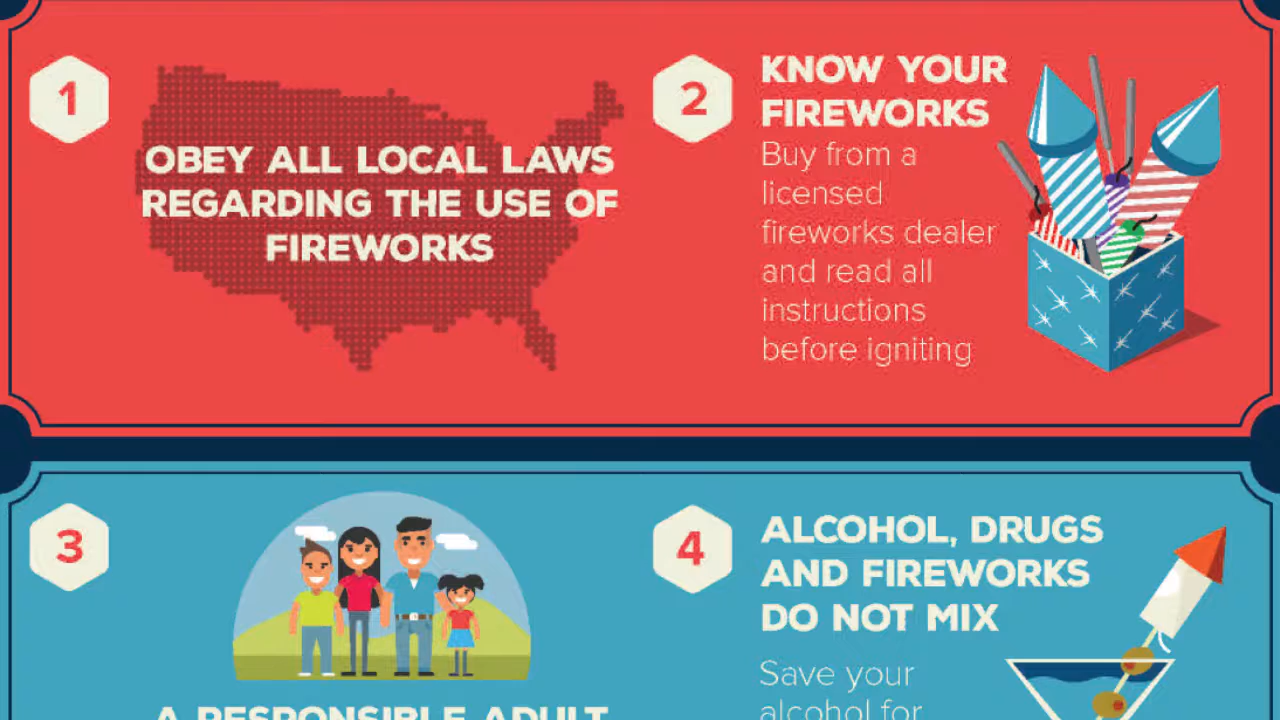 1
OBEY ALL LOCAL LAWS
REGARDING THE USE OF
FIREWORKS
2
KNOW YOUR
FIREWORKS
Buy from a
licensed
fireworks dealer
and read all
instructions
before igniting
3
A RESPONSIBLE ADULT
4
ALCOHOL, DRUGS
AND FIREWORKS
DO NOT MIX
Save your
alcohol for